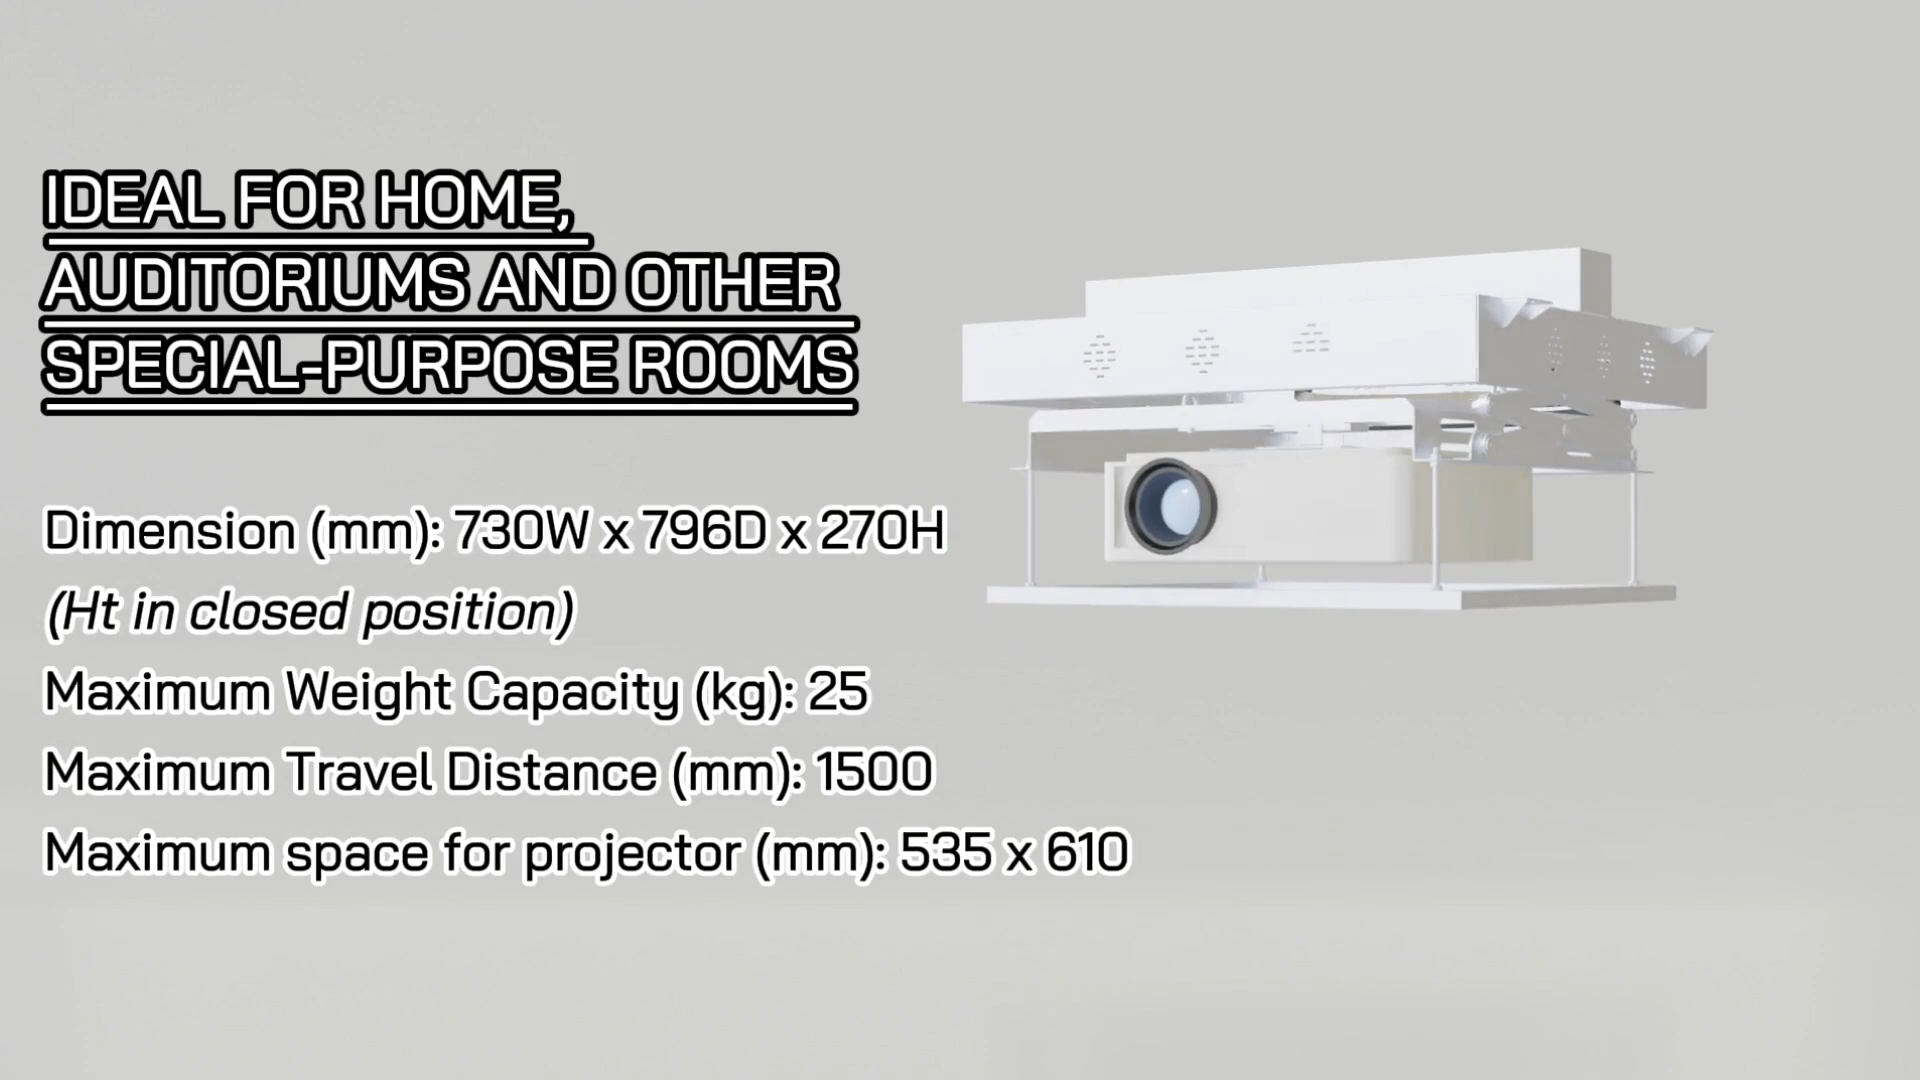 IDEAL FOR HOME,
AUDITORIUMS AND OTHER
SPECIAL-PURPOSE ROOMS
Dimension (mm): 730W x 796D x 270H
(Ht in closed position)
Maximum Weight Capacity (kg): 25
Maximum Travel Distance (mm): 1500
Maximum space for projector (mm): 535 x 610